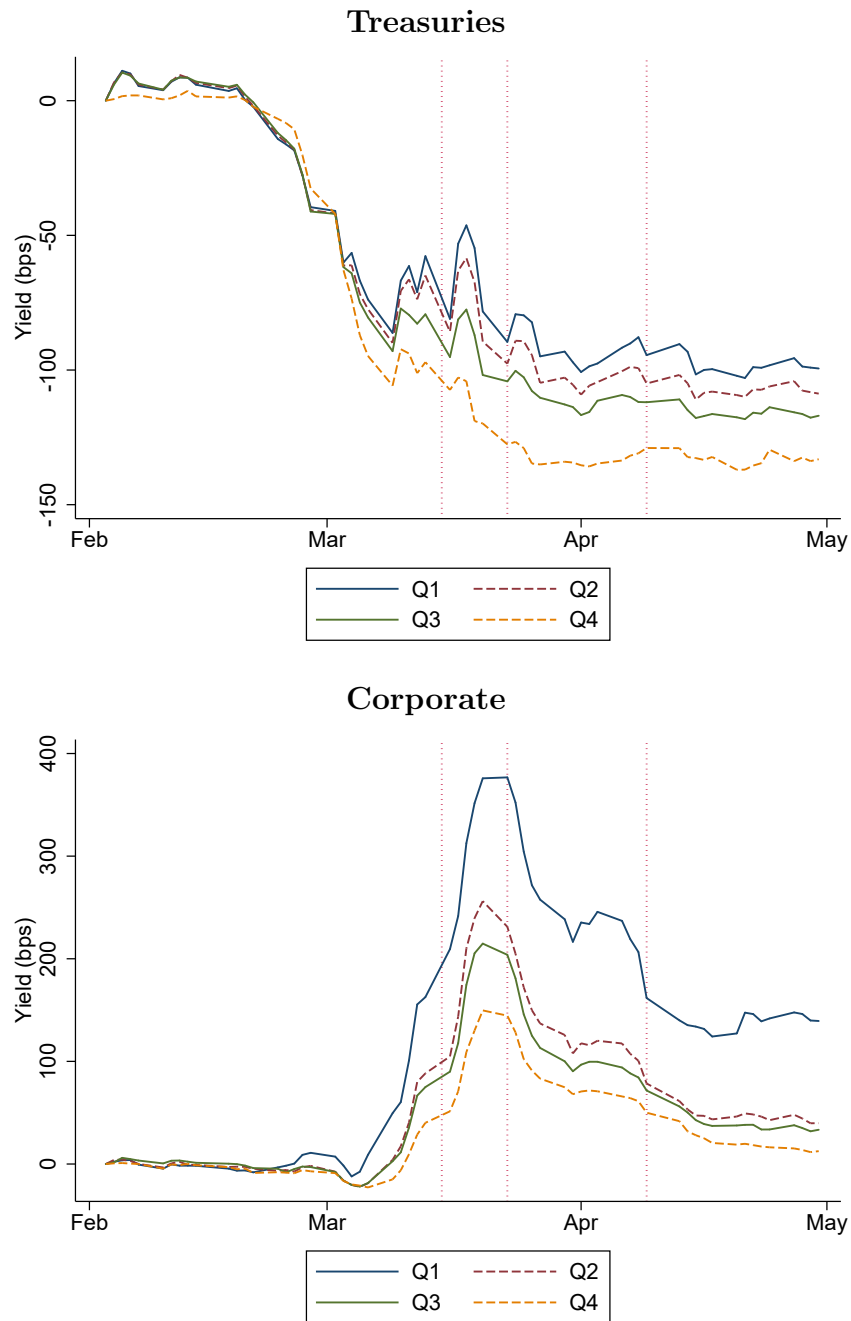 Treasuries
Yield (bps)
0
-50
-100
-150
Feb Mar Apr May
Q1 Q2
Q3 Q4
Corporate
Yield (bps)
400
300
200
100
0
Feb Mar Apr May
Q1 Q2
Q3 Q4